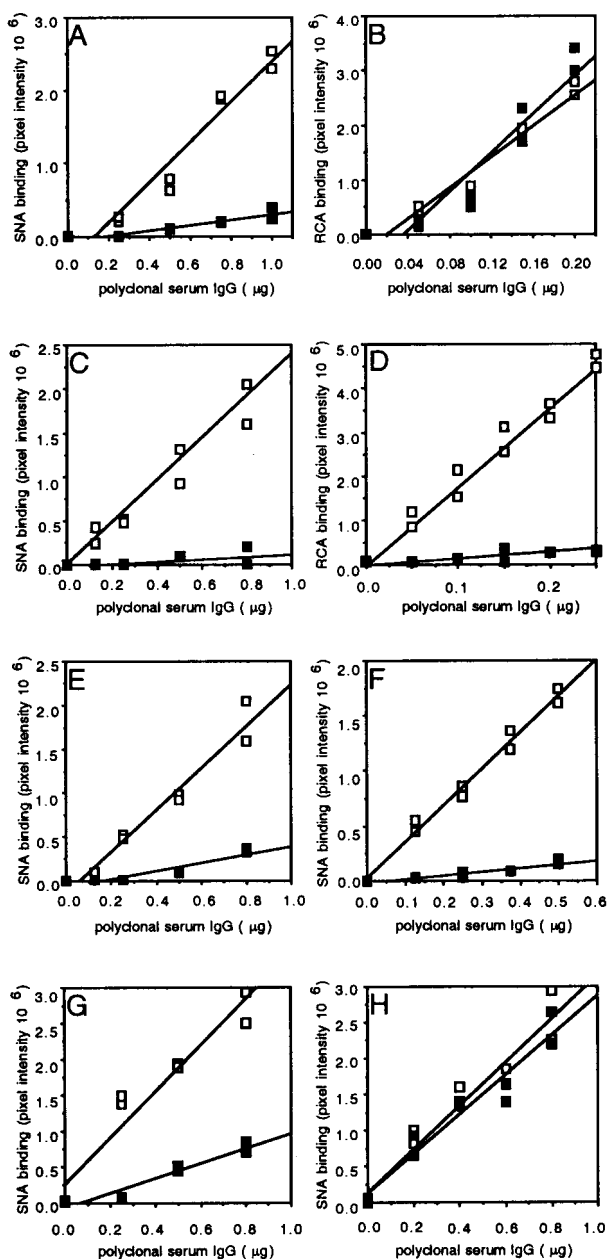 A
SNA binding (pixel intensity 10 6)
3.0
2.0
1.0
0.0
0.0 0.2 0.4 0.6 0.8 1.0
polyclonal serum IgG ( µg)
B
RCA binding (pixel intensity 10 6)
4.0
3.0
2.0
1.0
0.0
0.00 0.04 0.08 0.12 0.16 0.20
polyclonal serum IgG ( µg)
C
SNA binding (pixel intensity 10 6)
2.5
2.0
1.5
1.0
0.5
0.0
0.0 0.2 0.4 0.6 0.8 1.0
polyclonal serum IgG ( µg)
D
RCA binding (pixel intensity 10 6)
5.0
4.0
3.0
2.0
1.0
0.0
0.0 0.1 0.2
polyclonal serum IgG ( µg)
E
SNA binding (pixel intensity 10 6)
2.5
2.0
1.5
1.0
0.5
0.0
0.0 0.2 0.4 0.6 0.8 1.0
polyclonal serum IgG ( µg)
F
SNA binding (pixel intensity 10 6)
2.0
1.5
1.0
0.5
0.0
0.0 0.1 0.2 0.3 0.4 0.5 0.6
polyclonal serum IgG ( µg)
G
SNA binding (pixel intensity 10 6)
3.0
2.5
2.0
1.5
1.0
0.5
0.0
0.0 0.2 0.4 0.6 0.8 1.0
polyclonal serum IgG ( µg)
H
SNA binding (pixel intensity 10 6)
3.0
2.5
2.0
1.5
1.0
0.5
0.0
0.0 0.2 0.4 0.6 0.8 1.0
polyclonal serum IgG ( µg)